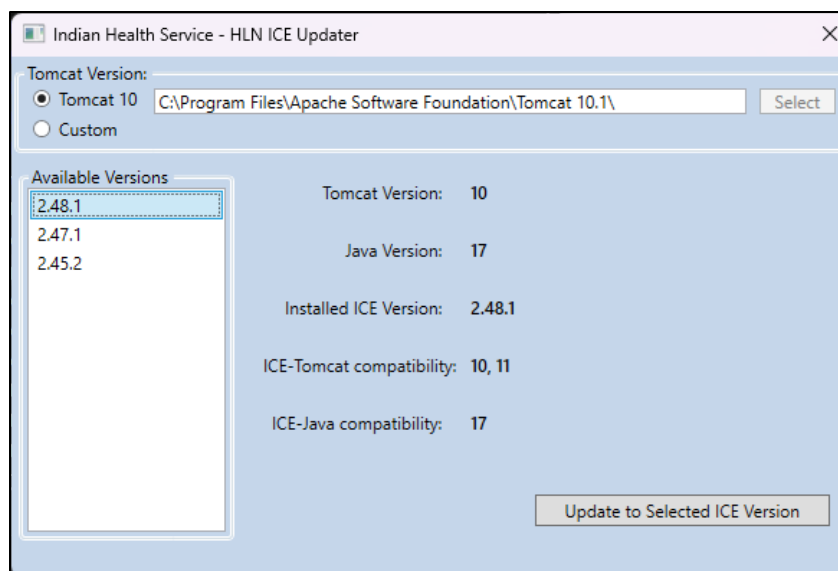 Indian Health Service - HLN ICE Updater
Tomcat Version:
Tomcat 10 C:\Program Files\Apache Software Foundation\Tomcat 10.1\ Select
Custom
Available Versions
2.48.1
2.47.1
2.45.2
Tomcat Version: 10
Java Version: 17
Installed ICE Version: 2.48.1
ICE-Tomcat compatibility: 10, 11
ICE-Java compatibility: 17
Update to Selected ICE Version